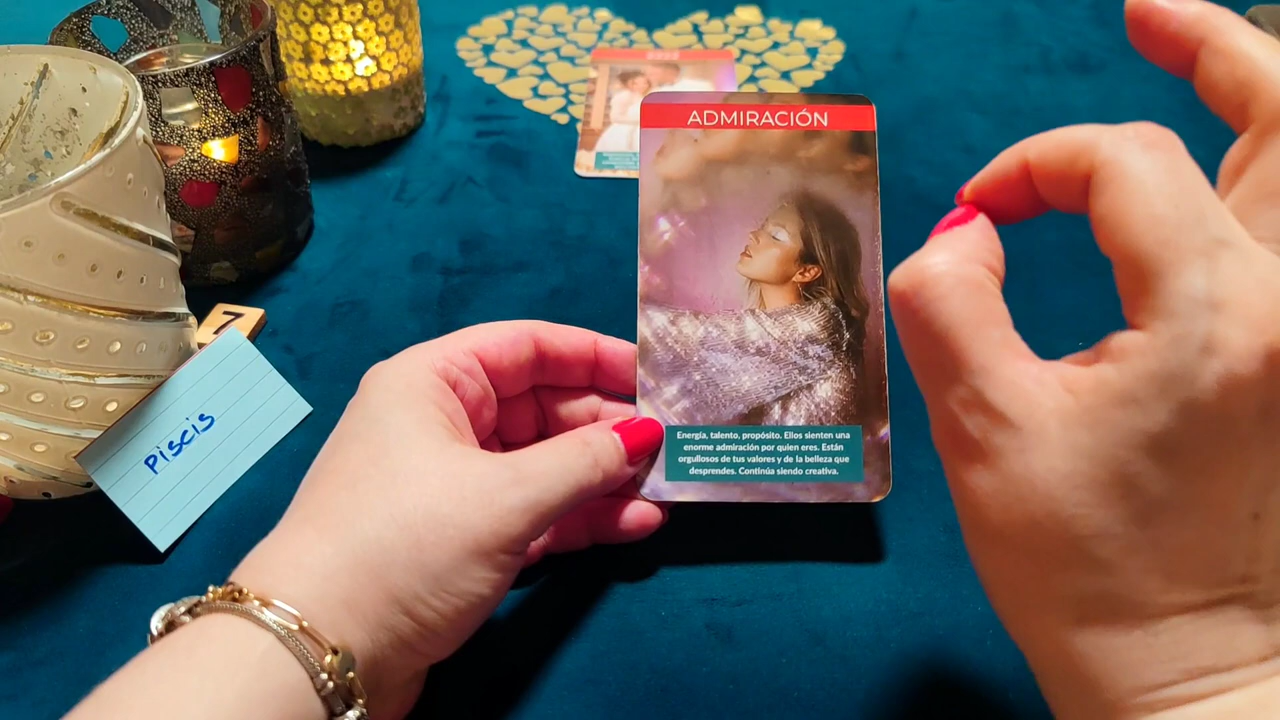 ADMIRACIÓN
Energía, talento, propósito. Ellos sienten una
enorme admiración por quien eres. Están
orgullosos de tus valores y de la belleza que
desprendes. Continúa siendo creativa.
7
Piscis